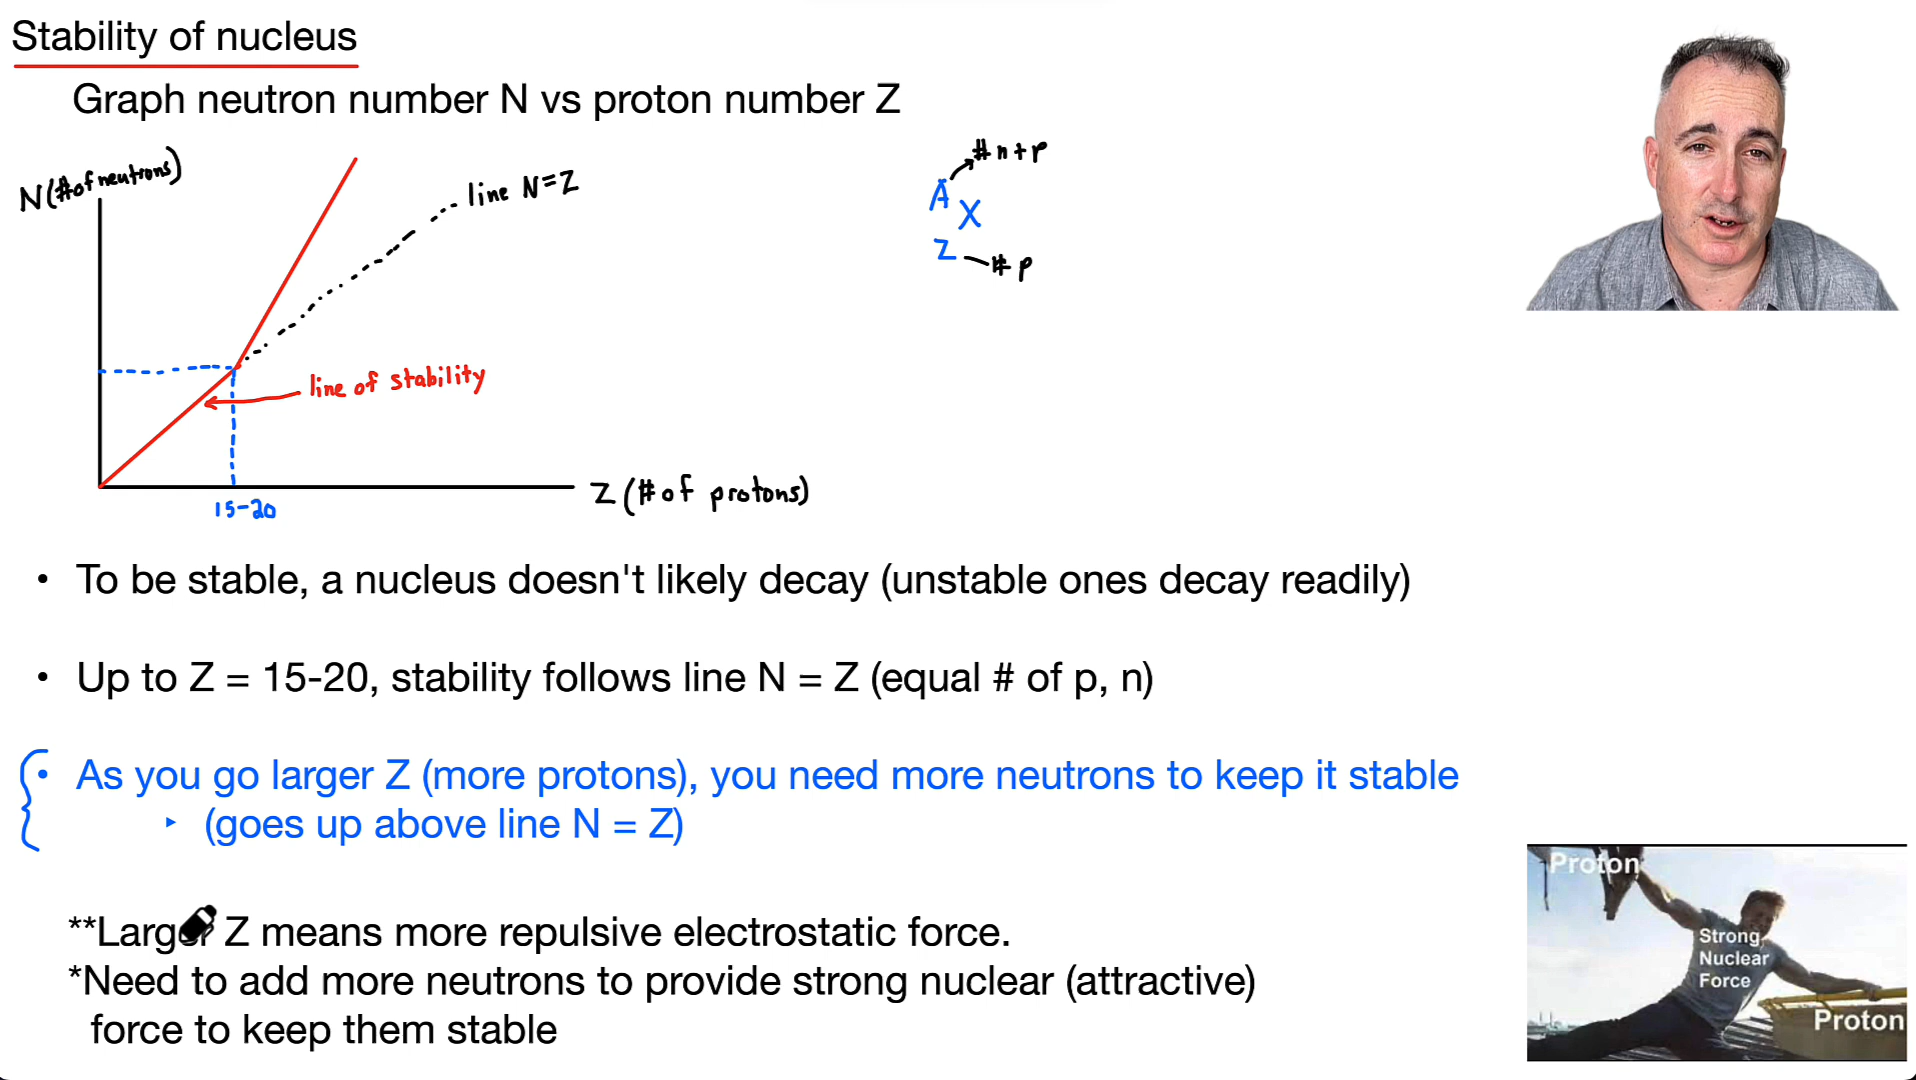 Stability of nucleus
Graph neutron number N vs proton number Z
N (# of neutrons)
line N=Z
# n+p
A
X
Z
# p
line of stability
Z (# of protons)
15-20
• To be stable, a nucleus doesn't likely decay (unstable ones decay readily)
• Up to Z = 15-20, stability follows line N = Z (equal # of p, n)
• As you go larger Z (more protons), you need more neutrons to keep it stable
‣ (goes up above line N = Z)
**Larger Z means more repulsive electrostatic force.
*Need to add more neutrons to provide strong nuclear (attractive)
force to keep them stable
Proton
Strong
Nuclear
Force
Proton